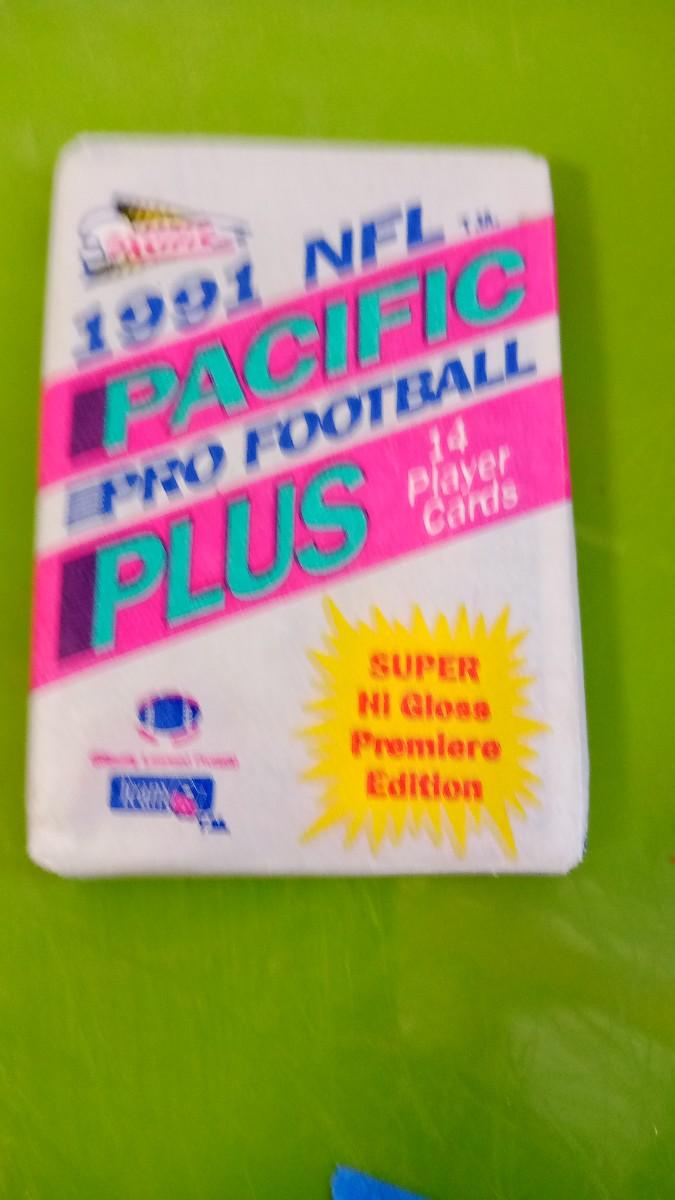 1991 NFL T.M.
PACIFIC
PRO FOOTBALL
PLUS
14
Player
Cards
SUPER
Hi Gloss
Premiere
Edition